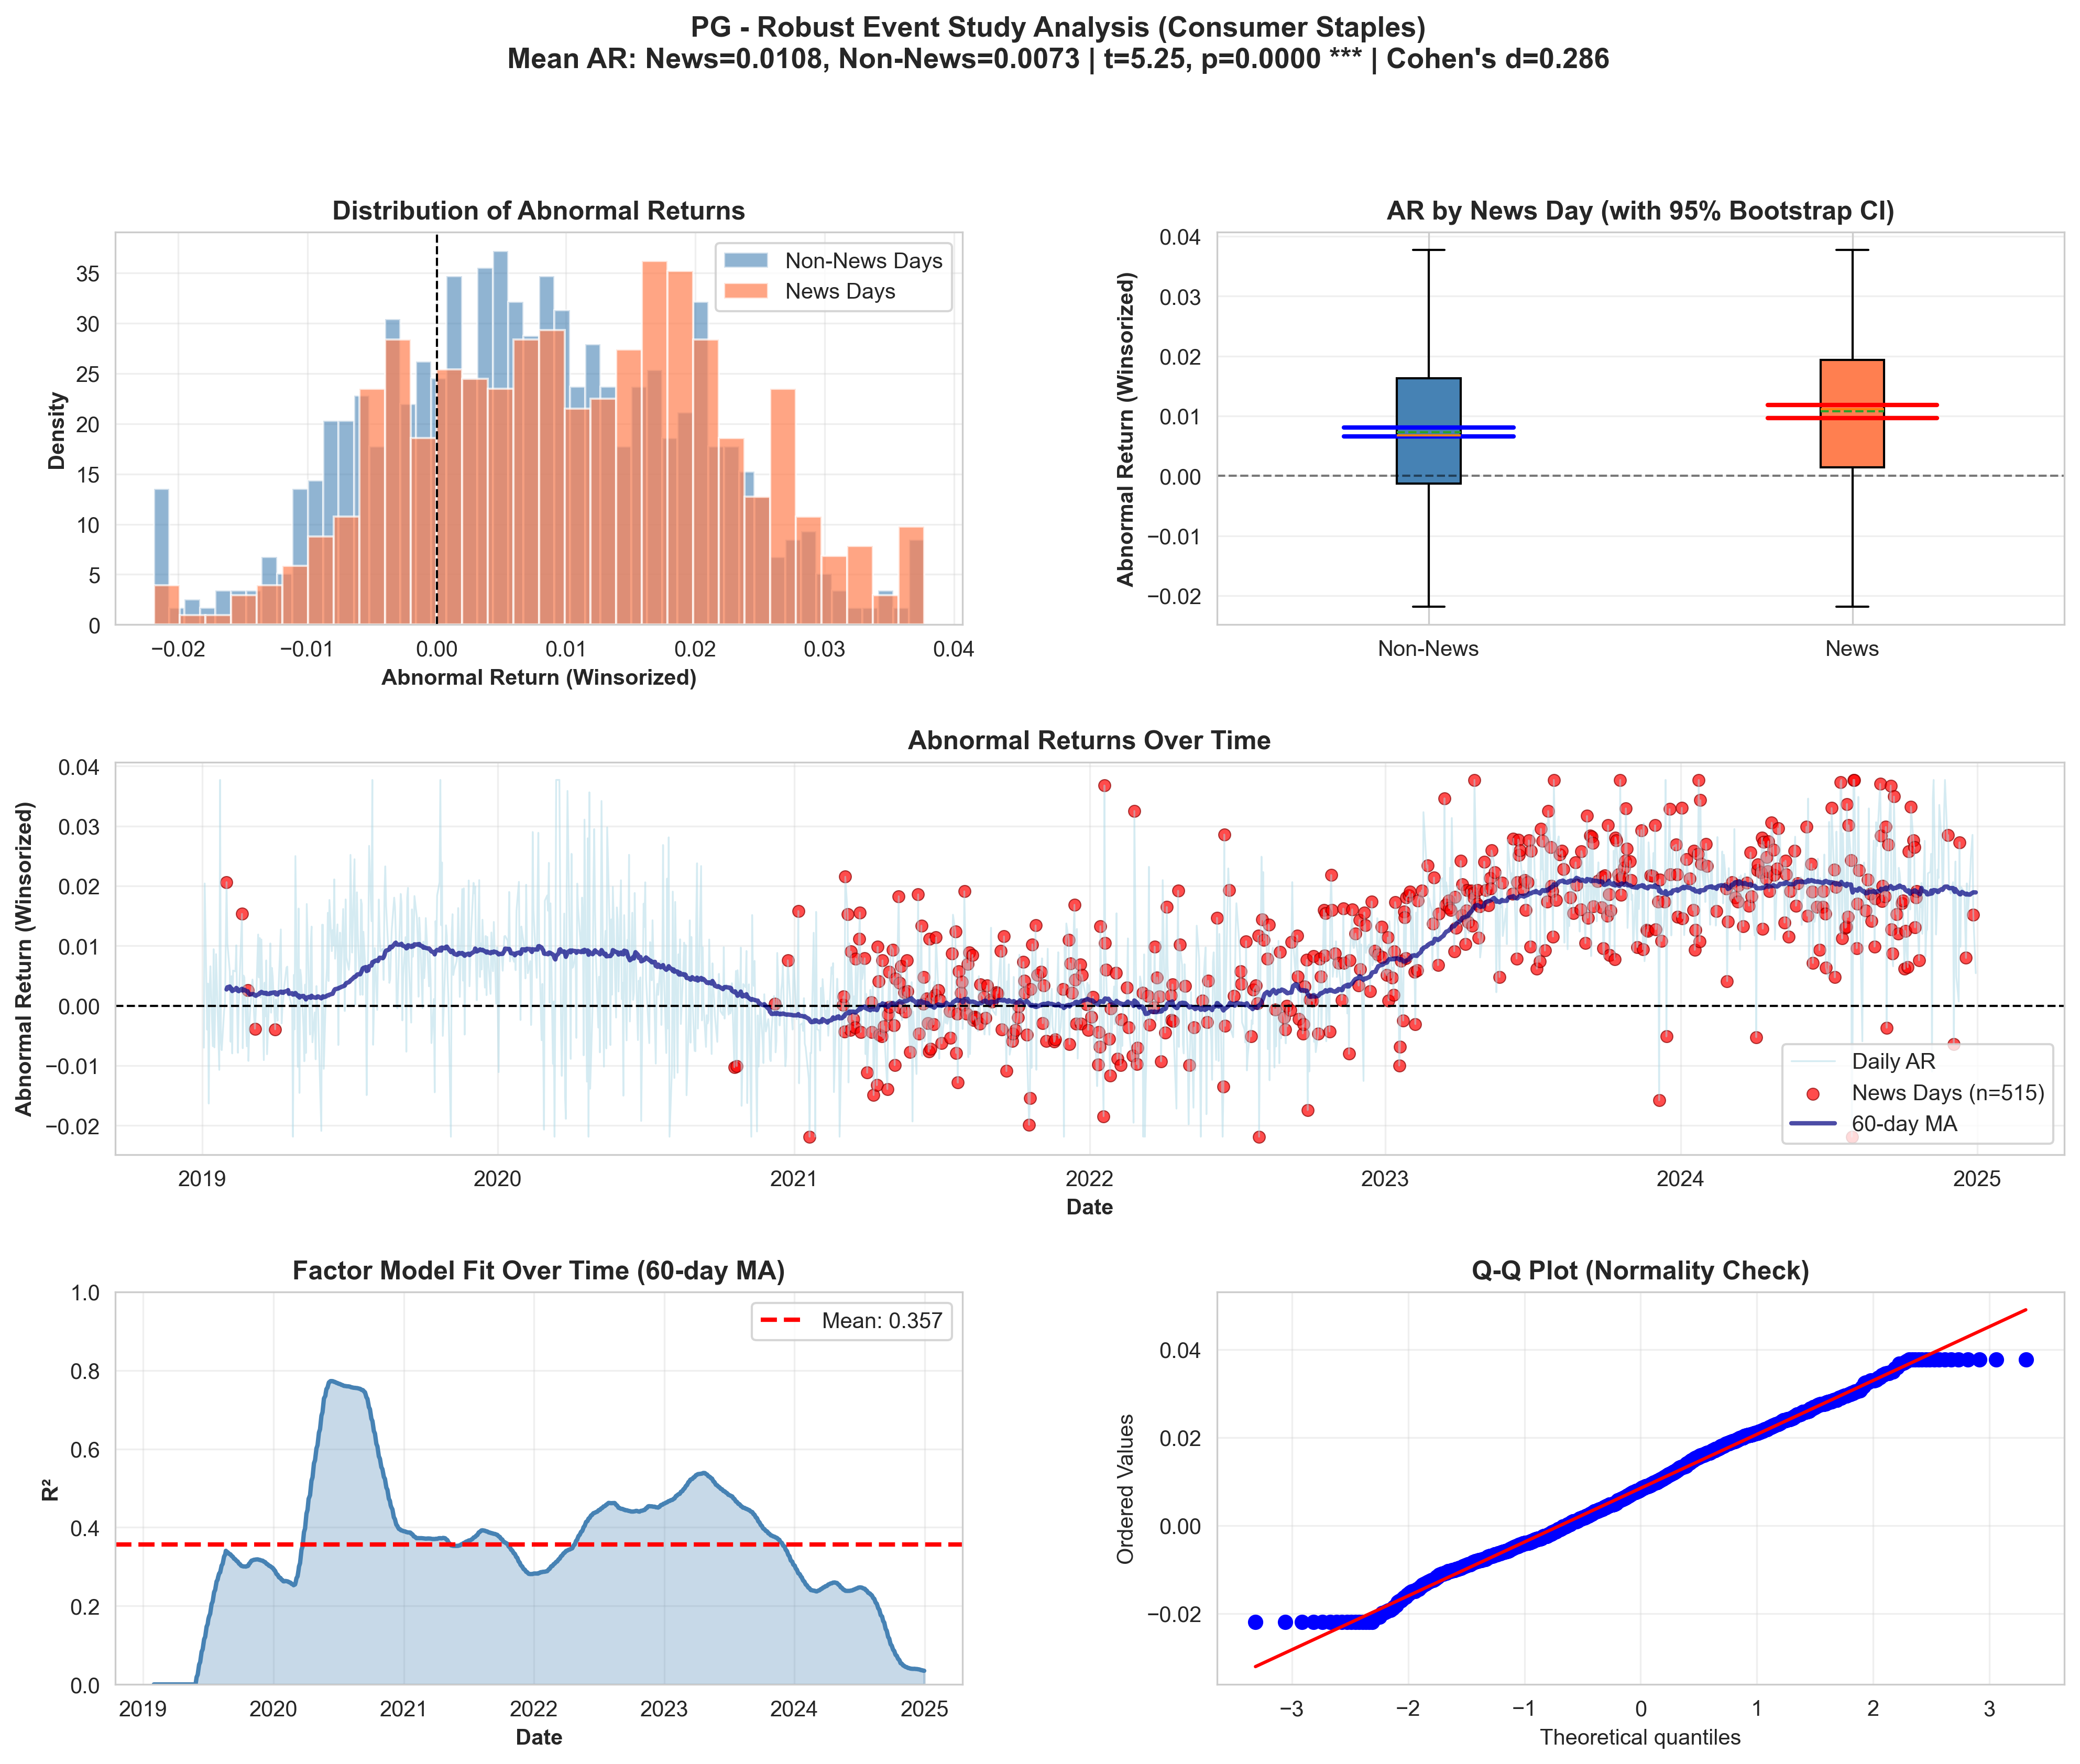 PG - Robust Event Study Analysis (Consumer Staples)
Mean AR: News=0.0108, Non-News=0.0073 | t=5.25, p=0.0000 *** | Cohen's d=0.286
Distribution of Abnormal Returns
Density
35
30
25
20
15
10
5
0
Non-News Days
News Days
−0.02 −0.01 0.00 0.01 0.02 0.03 0.04
Abnormal Return (Winsorized)
AR by News Day (with 95% Bootstrap CI)
Abnormal Return (Winsorized)
0.04
0.03
0.02
0.01
0.00
−0.01
−0.02
Non-News News
Abnormal Returns Over Time
Abnormal Return (Winsorized)
0.04
0.03
0.02
0.01
0.00
−0.01
−0.02
Daily AR
News Days (n=515)
60-day MA
2019 2020 2021 2022 2023 2024 2025
Date
Factor Model Fit Over Time (60-day MA)
R²
1.0
0.8
0.6
0.4
0.2
0.0
Mean: 0.357
2019 2020 2021 2022 2023 2024 2025
Date
Q-Q Plot (Normality Check)
Ordered Values
0.04
0.02
0.00
−0.02
−3 −2 −1 0 1 2 3
Theoretical quantiles